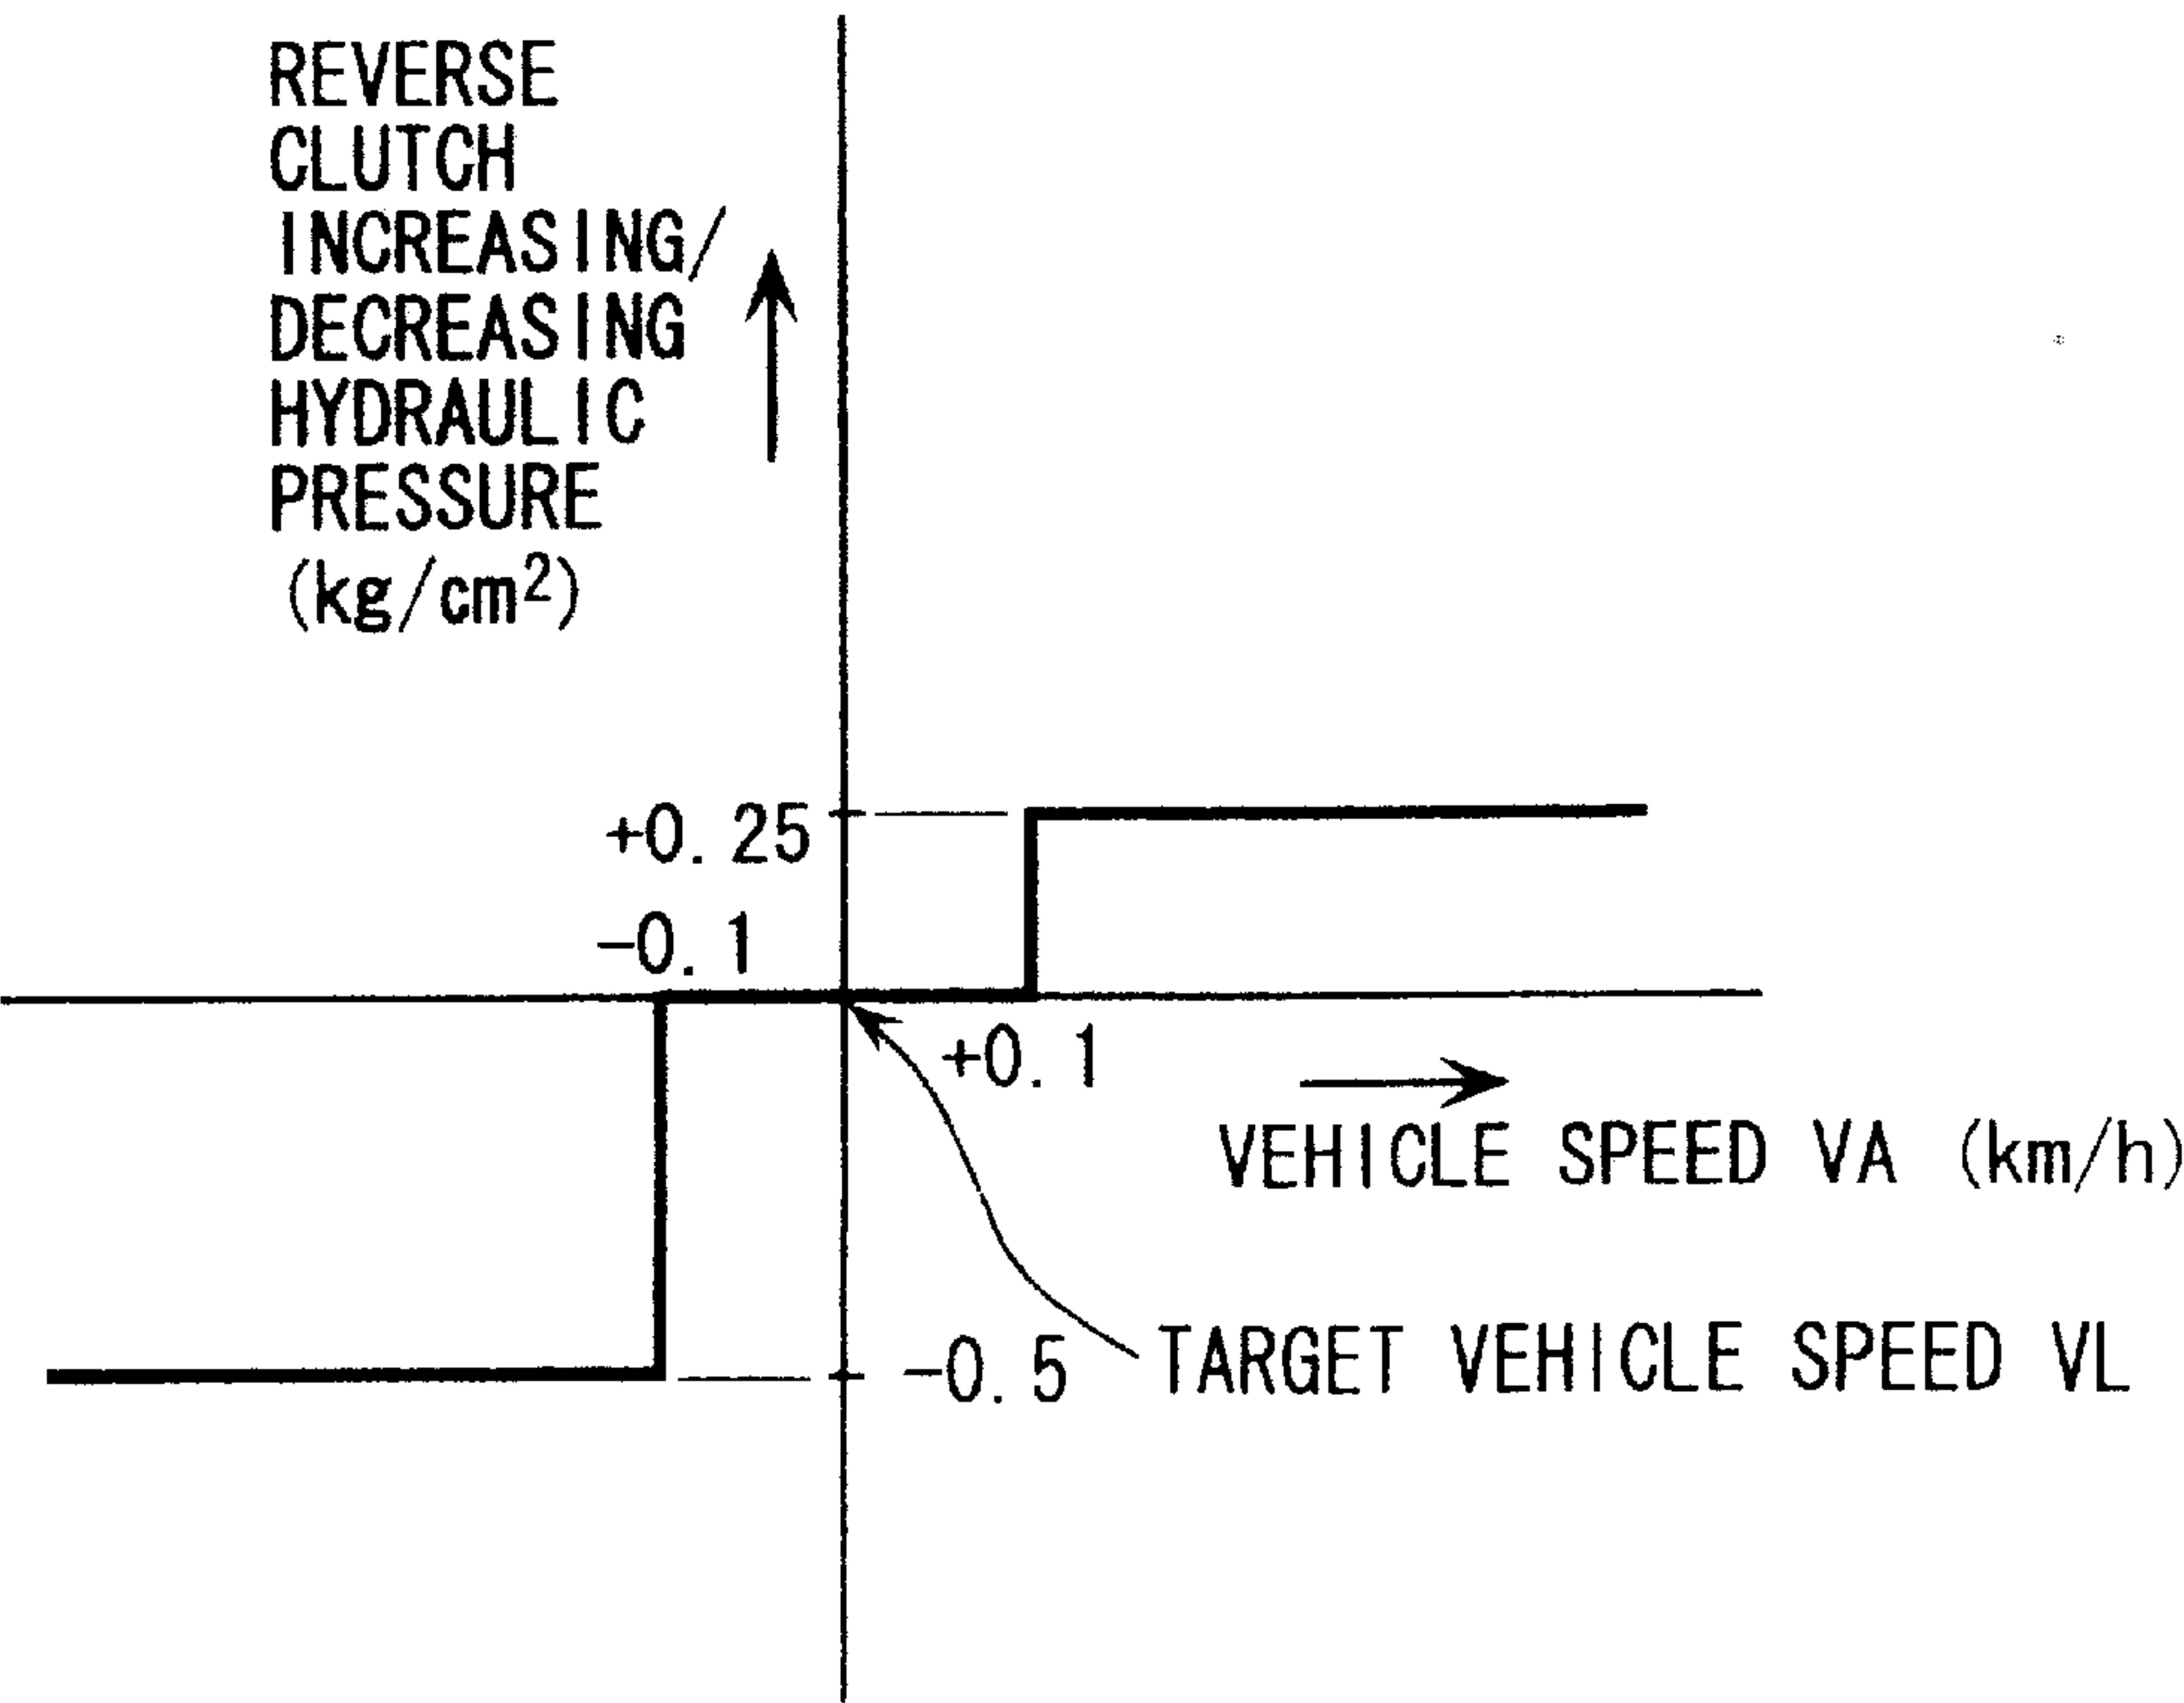 REVERSE
CLUTCH
INCREASING/
DECREASING
HYDRAULIC
PRESSURE
(kg/cm²)
+0.25
-0.1
+0.1
VEHICLE SPEED VA (km/h)
-0.5
TARGET VEHICLE SPEED VL